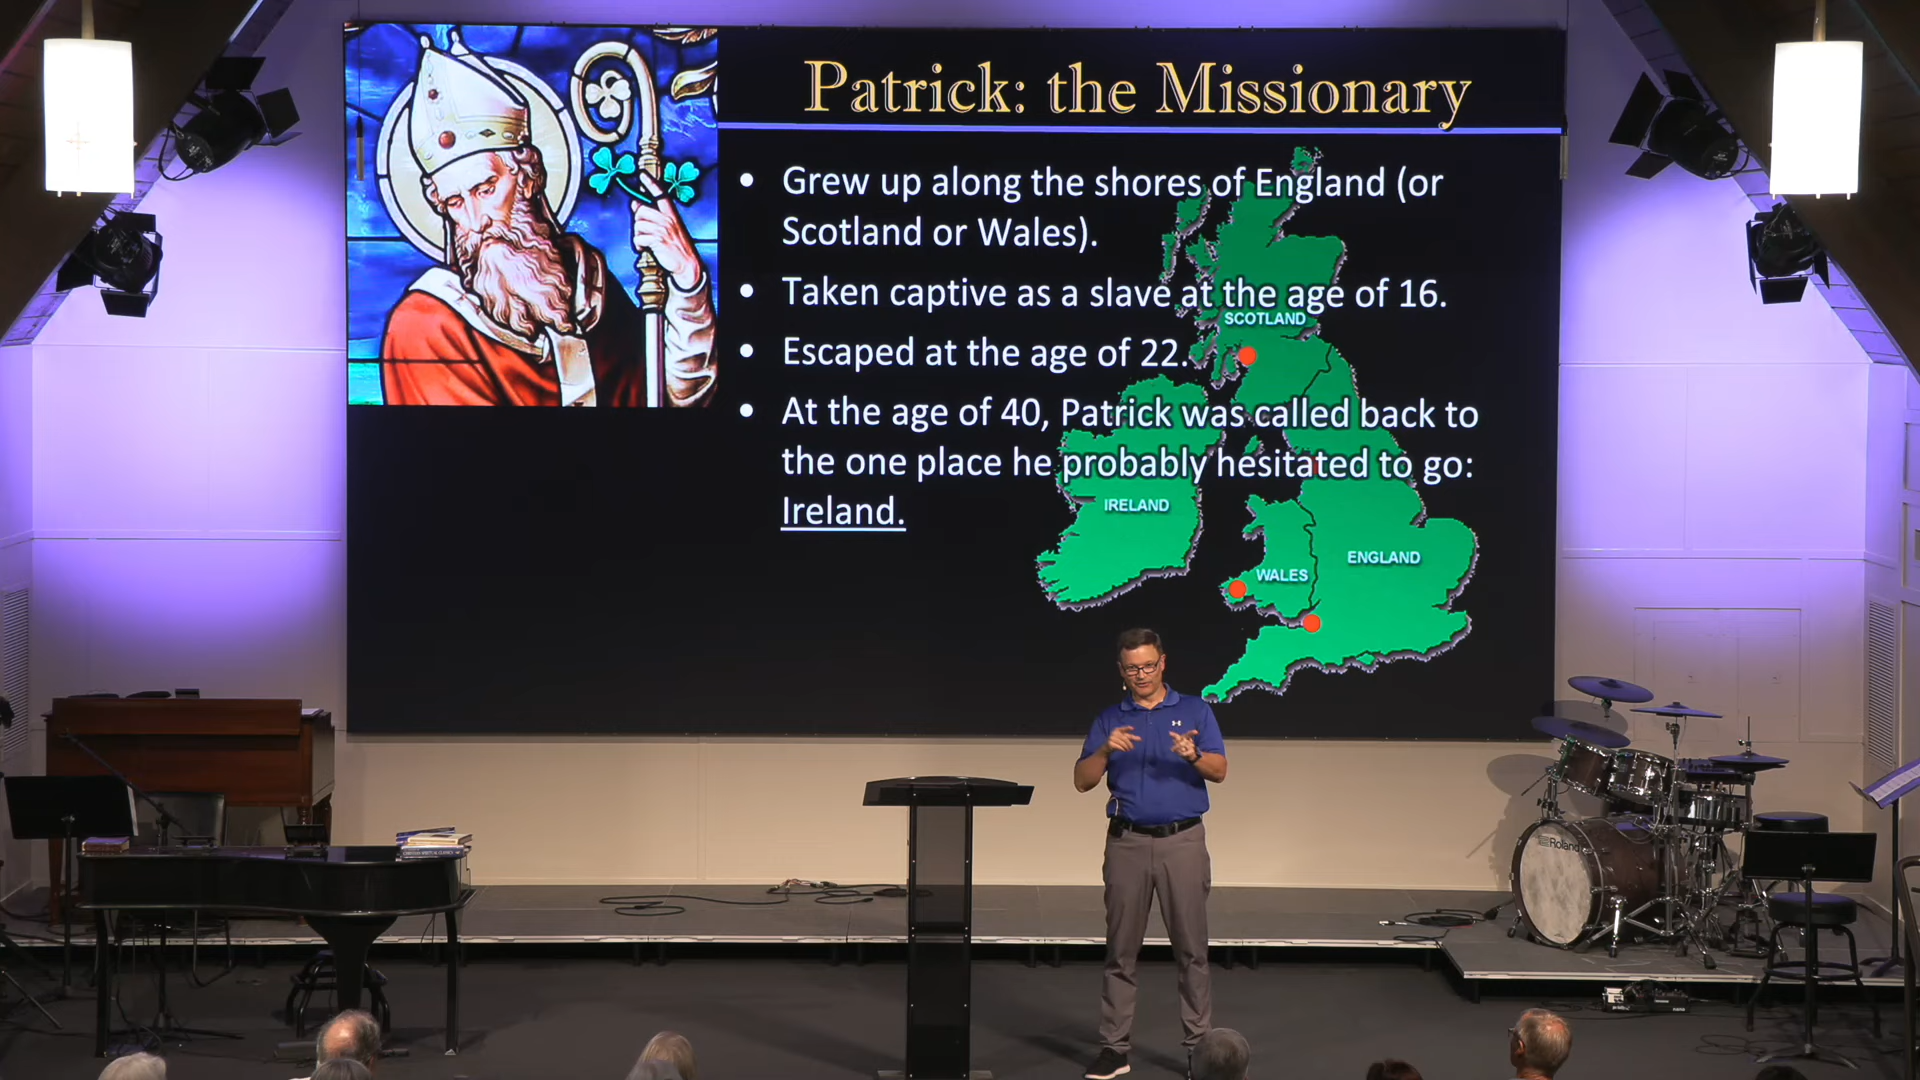 Patrick: the Missionary
• Grew up along the shores of England (or
Scotland or Wales).
• Taken captive as a slave at the age of 16.
SCOTLAND
• Escaped at the age of 22.
• At the age of 40, Patrick was called back to
the one place he probably hesitated to go:
Ireland.
IRELAND
ENGLAND
WALES
Roland